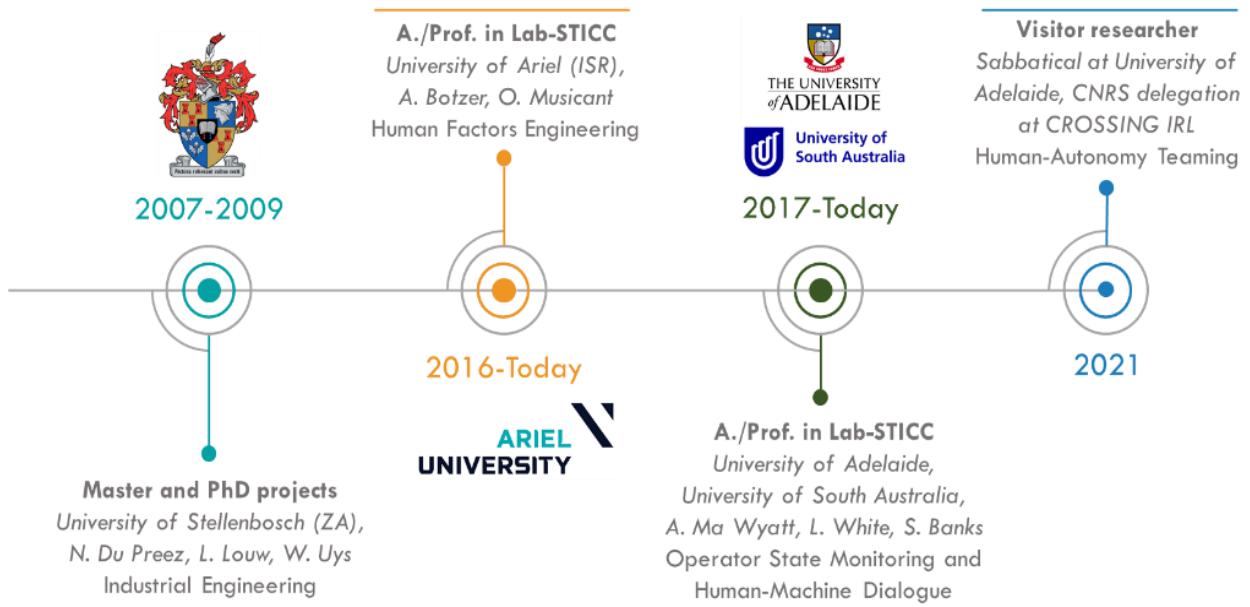 Pectora roborant cultus recti
2007-2009
Master and PhD projects
University of Stellenbosch (ZA),
N. Du Preez, L. Louw, W. Uys
Industrial Engineering
A./Prof. in Lab-STICC
University of Ariel (ISR),
A. Botzer, O. Musicant
Human Factors Engineering
2016-Today
ARIEL
UNIVERSITY
THE UNIVERSITY
of ADELAIDE
University of
South Australia
2017-Today
A./Prof. in Lab-STICC
University of Adelaide,
University of South Australia,
A. Ma Wyatt, L. White, S. Banks
Operator State Monitoring and
Human-Machine Dialogue
Visitor researcher
Sabbatical at University of
Adelaide, CNRS delegation
at CROSSING IRL
Human-Autonomy Teaming
2021